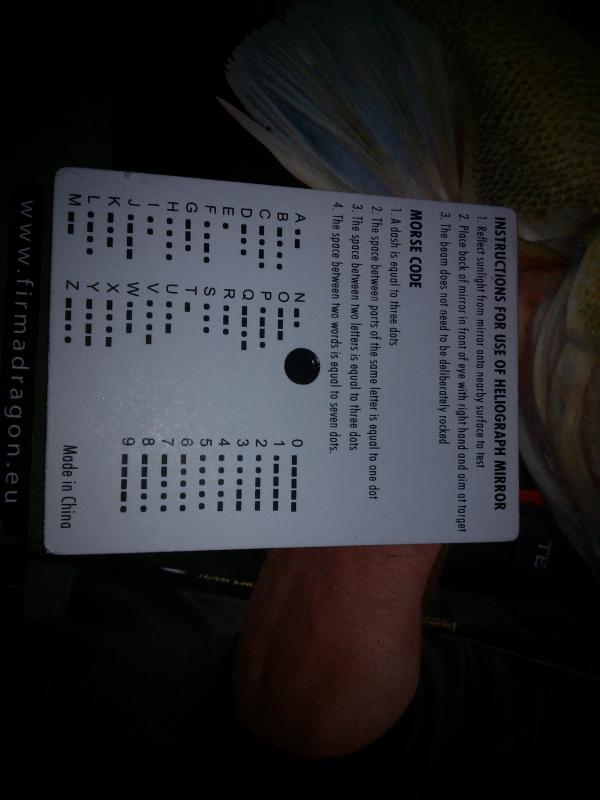 INSTRUCTIONS FOR USE OF HELIOGRAPH MIRROR
1. Reflect sunlight from mirror onto nearby surface to test
2. Place back of mirror in front of eye with right hand and aim at target
3. The beam does not need to be deliberately rocked
MORSE CODE
1. A dash is equal to three dots
2. The space between parts of the same letter is equal to one dot
3. The space between two letters is equal to three dots
4. The space between two words is equal to seven dots.
A •– N –• 0 –––––
B –••• O ––– 1 •––––
C –•–• P •––• 2 ••–––
D –•• Q ––•– 3 •••––
E • R •–• 4 ••••–
F ••–• S ••• 5 •••••
G ––• T – 6 –••••
H •••• U ••– 7 ––•••
I •• V •••– 8 –––••
J •––– W •–– 9 ––––•
K –•– X –••–
L •–•• Y –•––
M –– Z ––••
Made in China
www.firmadragon.eu
TE